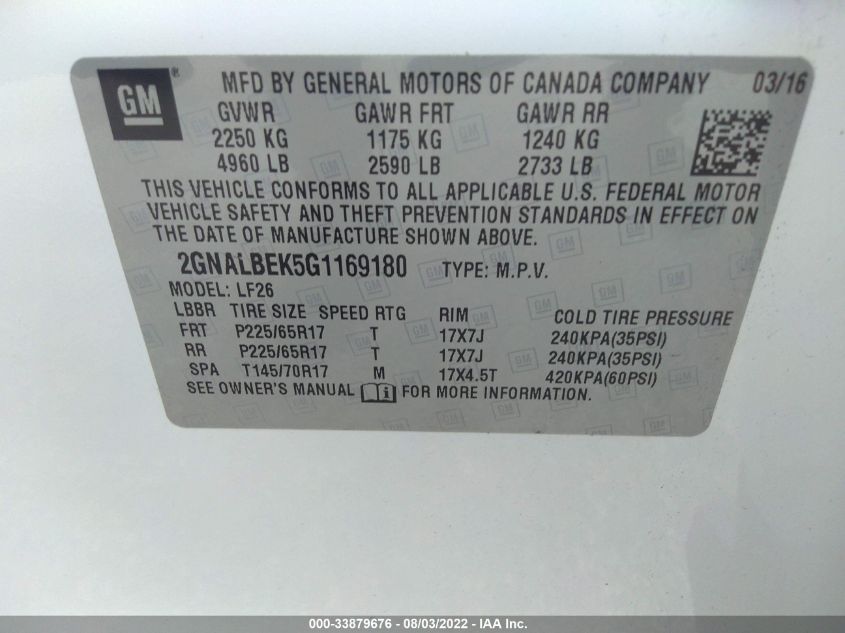 GM ® MFD BY GENERAL MOTORS OF CANADA COMPANY 03/16
GVWR GAWR FRT GAWR RR
2250 KG 1175 KG 1240 KG
4960 LB 2590 LB 2733 LB
THIS VEHICLE CONFORMS TO ALL APPLICABLE U.S. FEDERAL MOTOR
VEHICLE SAFETY AND THEFT PREVENTION STANDARDS IN EFFECT ON
THE DATE OF MANUFACTURE SHOWN ABOVE.
2GNALBEK5G1169180 TYPE: M.P.V.
MODEL: LF26
LBBR TIRE SIZE SPEED RTG RIM COLD TIRE PRESSURE
FRT P225/65R17 T 17X7J 240KPA(35PSI)
RR P225/65R17 T 17X7J 240KPA(35PSI)
SPA T145/70R17 M 17X4.5T 420KPA(60PSI)
SEE OWNER'S MANUAL FOR MORE INFORMATION.
000-33879676 - 08/03/2022 - IAA Inc.